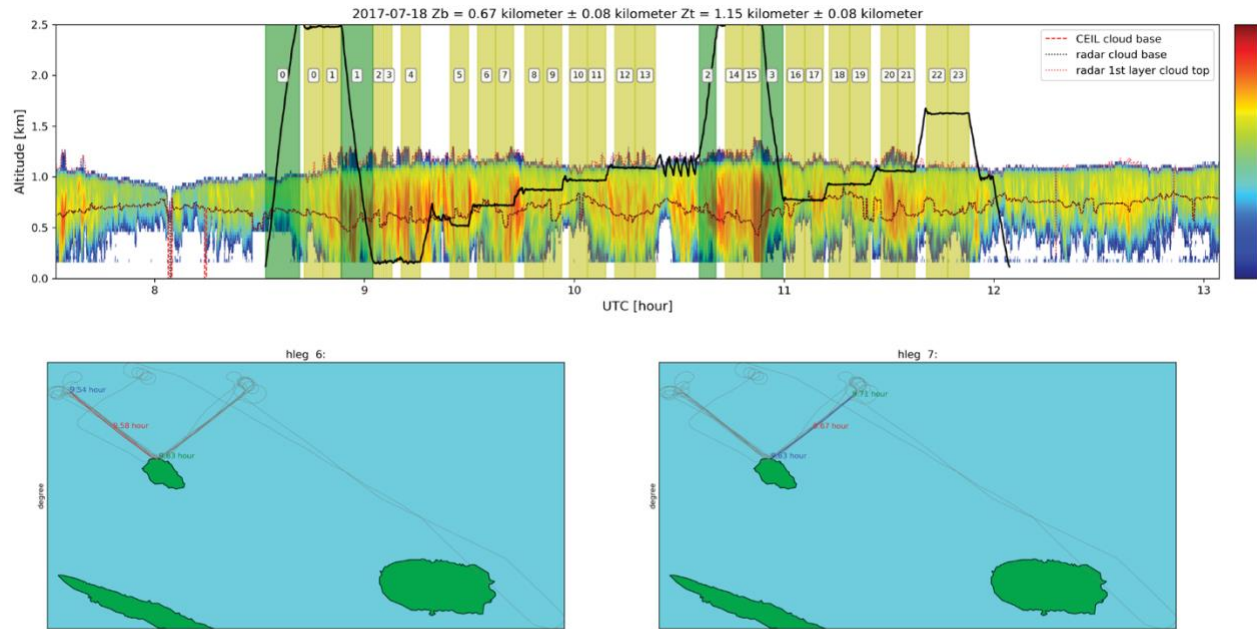 2017-07-18 Zb = 0.67 kilometer ± 0.08 kilometer Zt = 1.15 kilometer ± 0.08 kilometer
2.5
CEIL cloud base
radar cloud base
radar 1st layer cloud top
2.0
0 0 1 1 2 3 4 5 6 7 8 9 10 11 12 13 2 14 15 3 16 17 18 19 20 21 22 23
1.5
Altitude [km]
1.0
0.5
0.0
8 9 10 11 12 13
UTC [hour]
hleg 6:
9.54 hour
9.58 hour
9.63 hour
degree
hleg 7:
9.71 hour
9.67 hour
9.63 hour
degree